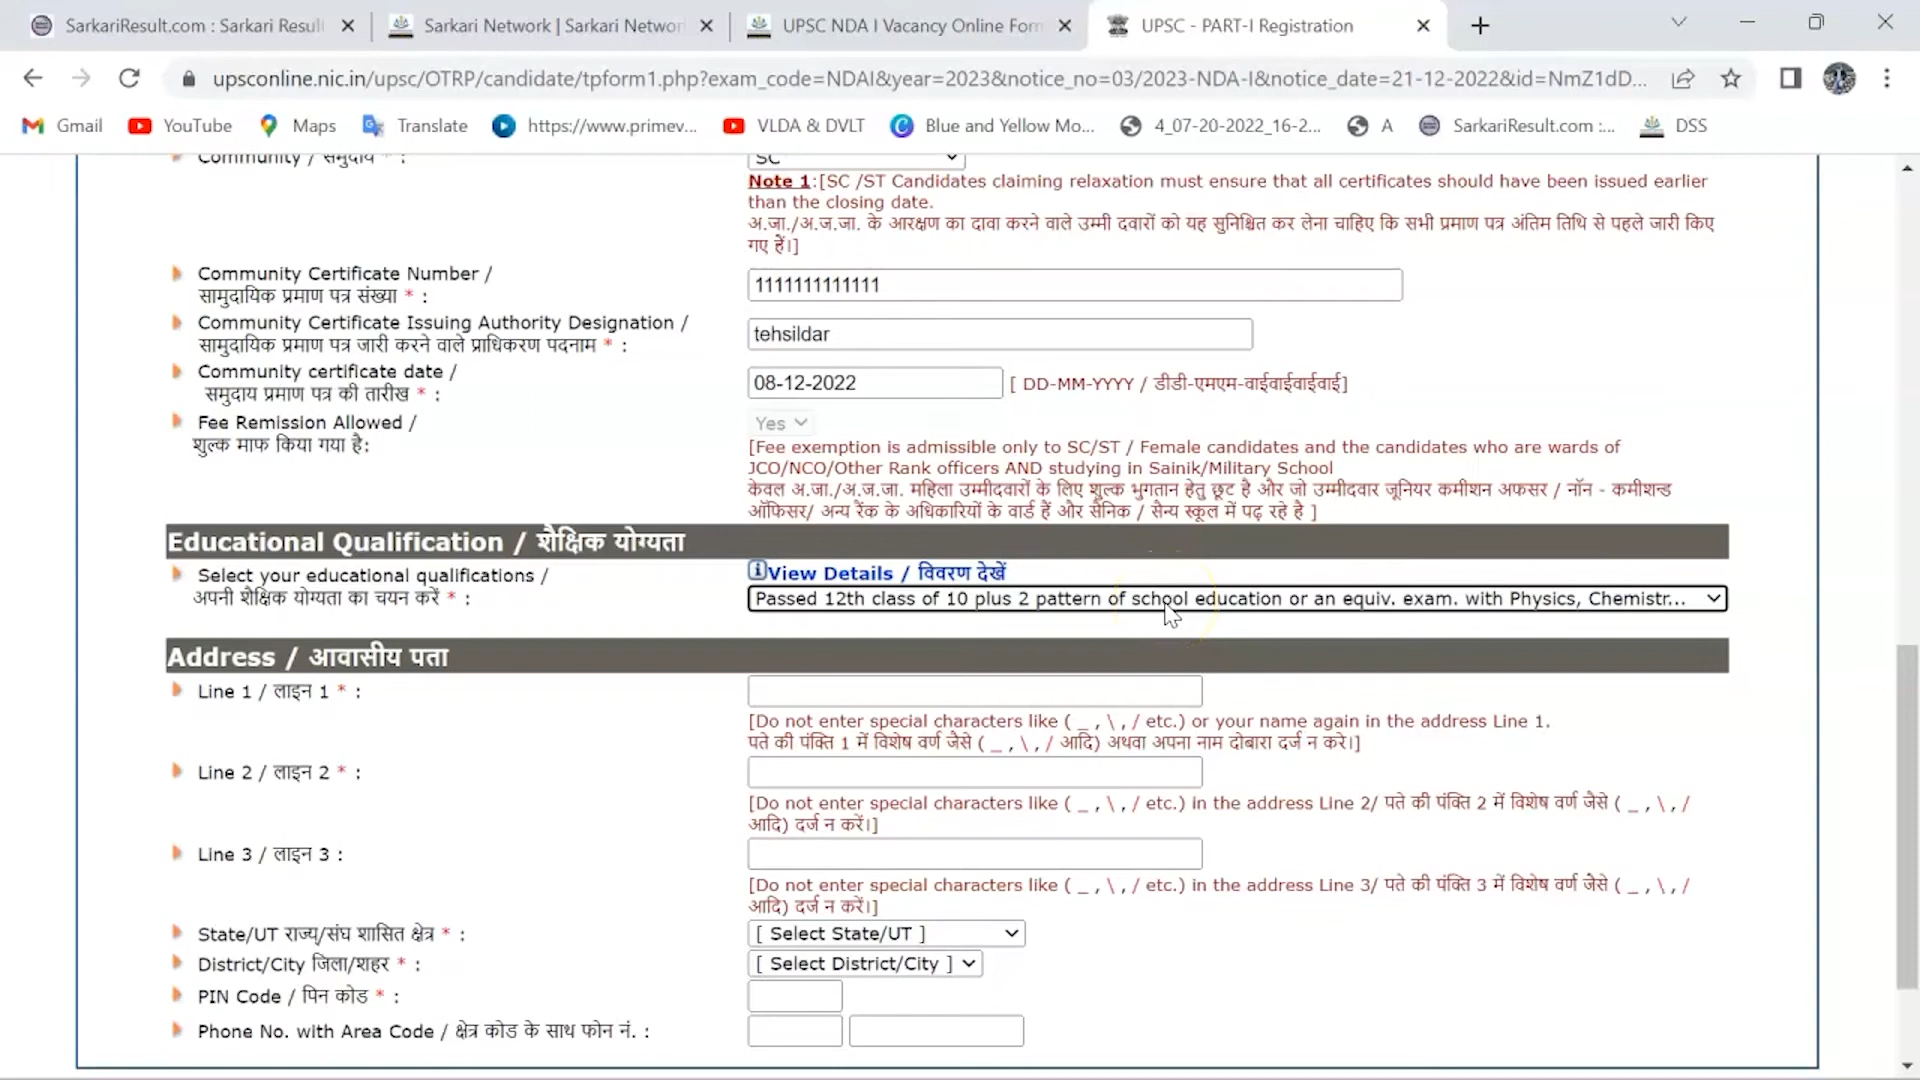 SarkariResult.com : Sarkari Resul
Sarkari Network | Sarkari Networ
UPSC NDA I Vacancy Online Form
UPSC - PART-I Registration
upsconline.nic.in/upsc/OTRP/candidate/tpform1.php?exam_code=NDAI&year=2023&notice_no=03/2023-NDA-I&notice_date=21-12-2022&id=NmZ1dD...
Gmail YouTube Maps Translate https://www.primev... VLDA & DVLT Blue and Yellow Mo... 4_07-20-2022_16-2... A SarkariResult.com :... DSS
Community / समुदाय * :
SC
Note 1:[SC /ST Candidates claiming relaxation must ensure that all certificates should have been issued earlier
than the closing date.
अ.जा./अ.ज.जा. के आरक्षण का दावा करने वाले उम्मी दवारों को यह सुनिश्चित कर लेना चाहिए कि सभी प्रमाण पत्र अंतिम तिथि से पहले जारी किए
गए हैं।]
Community Certificate Number /
सामुदायिक प्रमाण पत्र संख्या * :
1111111111111
Community Certificate Issuing Authority Designation /
सामुदायिक प्रमाण पत्र जारी करने वाले प्राधिकरण पदनाम * :
tehsildar
Community certificate date /
समुदाय प्रमाण पत्र की तारीख * :
08-12-2022 [ DD-MM-YYYY / डीडी-एमएम-वाईवाईवाईवाई]
Fee Remission Allowed /
शुल्क माफ किया गया है:
Yes
[Fee exemption is admissible only to SC/ST / Female candidates and the candidates who are wards of
JCO/NCO/Other Rank officers AND studying in Sainik/Military School
केवल अ.जा./अ.ज.जा. महिला उम्मीदवारों के लिए शुल्क भुगतान हेतु छूट है और जो उम्मीदवार जूनियर कमीशन अफसर / नॉन - कमीशन्ड
ऑफिसर/ अन्य रैंक के अधिकारियों के वार्ड हैं और सैनिक / सैन्य स्कूल में पढ़ रहे है ]
Educational Qualification / शैक्षिक योग्यता
Select your educational qualifications /
अपनी शैक्षिक योग्यता का चयन करें * :
View Details / विवरण देखें
Passed 12th class of 10 plus 2 pattern of school education or an equiv. exam. with Physics, Chemistr...
Address / आवासीय पता
Line 1 / लाइन 1 * :
[Do not enter special characters like ( _ , \ , / etc.) or your name again in the address Line 1.
पते की पंक्ति 1 में विशेष वर्ण जैसे ( _ , \ , / आदि) अथवा अपना नाम दोबारा दर्ज न करे।]
Line 2 / लाइन 2 * :
[Do not enter special characters like ( _ , \ , / etc.) in the address Line 2/ पते की पंक्ति 2 में विशेष वर्ण जैसे ( _ , \ , /
आदि) दर्ज न करें।]
Line 3 / लाइन 3 :
[Do not enter special characters like ( _ , \ , / etc.) in the address Line 3/ पते की पंक्ति 3 में विशेष वर्ण जैसे ( _ , \ , /
आदि) दर्ज न करें।]
State/UT राज्य/संघ शासित क्षेत्र * :
[ Select State/UT ]
District/City जिला/शहर * :
[ Select District/City ]
PIN Code / पिन कोड * :
Phone No. with Area Code / क्षेत्र कोड के साथ फोन नं. :